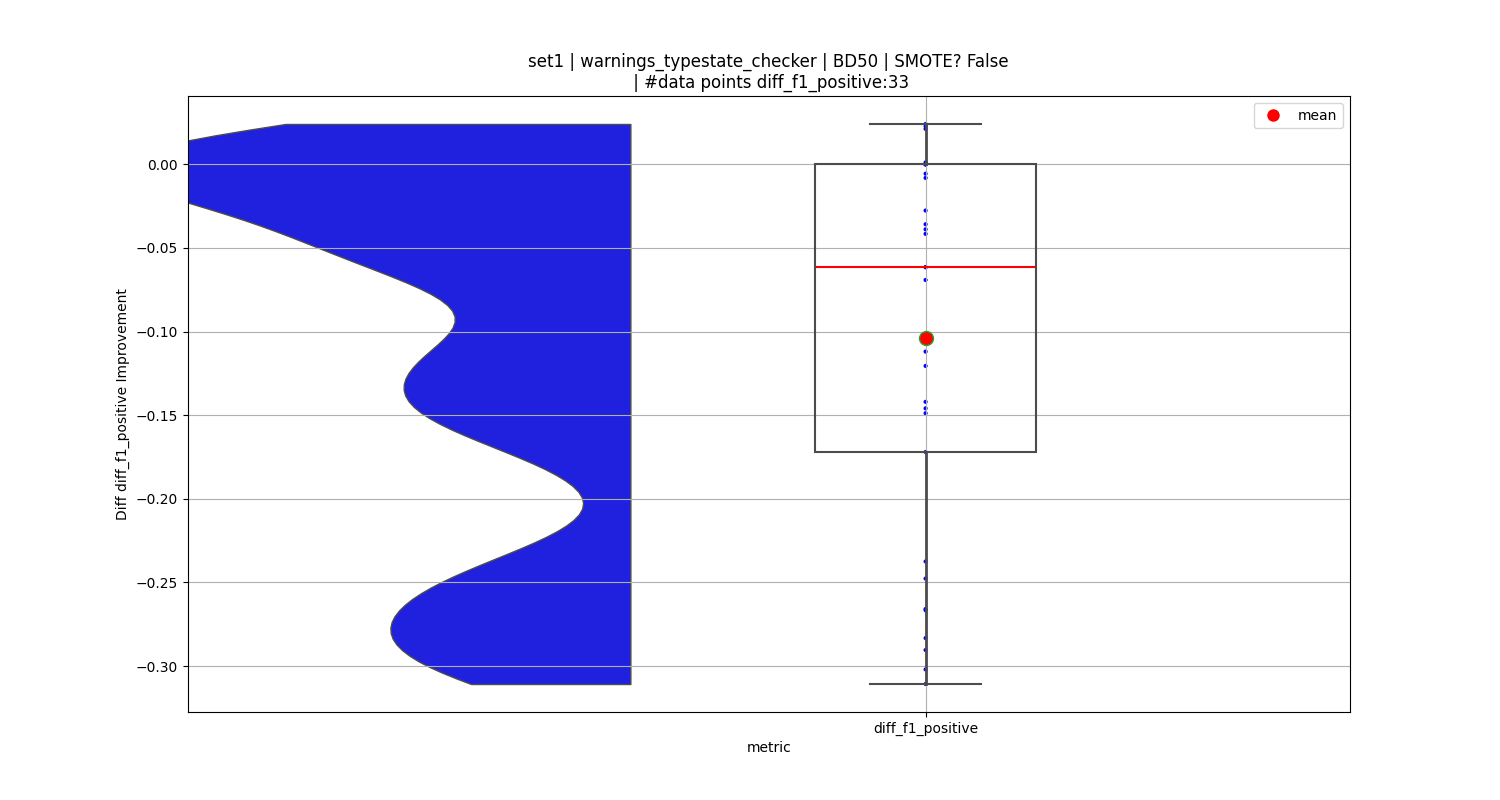 set1 | warnings_typestate_checker | BD50 | SMOTE? False
| #data points diff_f1_positive:33
mean
0.00
−0.05
−0.10
−0.15
−0.20
−0.25
−0.30
Diff diff_f1_positive Improvement
diff_f1_positive
metric